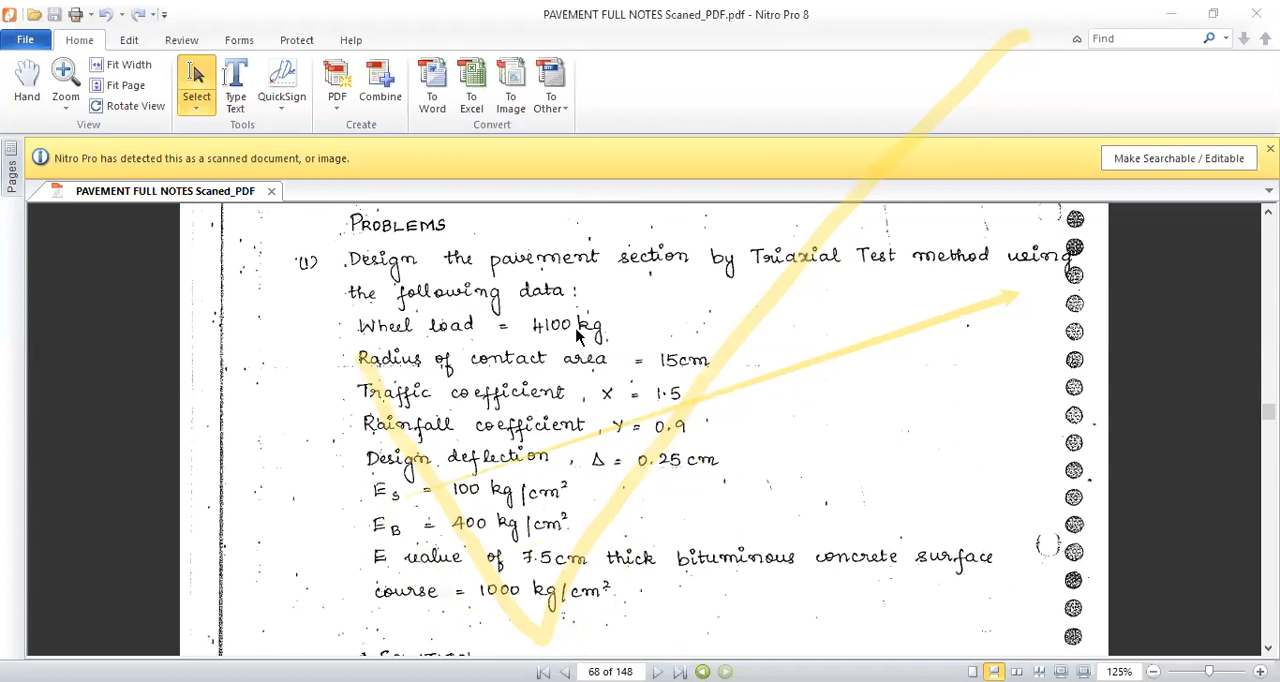 PAVEMENT FULL NOTES Scaned_PDF.pdf - Nitro Pro 8
File Home Edit Review Forms Protect Help Find
Hand Zoom Fit Width Fit Page Rotate View Select Type Text QuickSign PDF Combine To Word To Excel To Image To Other
View Tools Create Convert
Nitro Pro has detected this as a scanned document, or image. Make Searchable / Editable
Pages
PAVEMENT FULL NOTES Scaned_PDF
PROBLEMS
(1) Design the pavement section by Triaxial Test method using
the following data:
Wheel load = 4100 kg
Radius of contact area = 15cm
Traffic coefficient, X = 1.5
Rainfall coefficient, Y = 0.9
Design deflection, Δ = 0.25 cm
Es = 100 kg/cm²
EB = 400 kg/cm²
E value of 7.5cm thick bituminous concrete surface
course = 1000 kg/cm²
68 of 148 125%